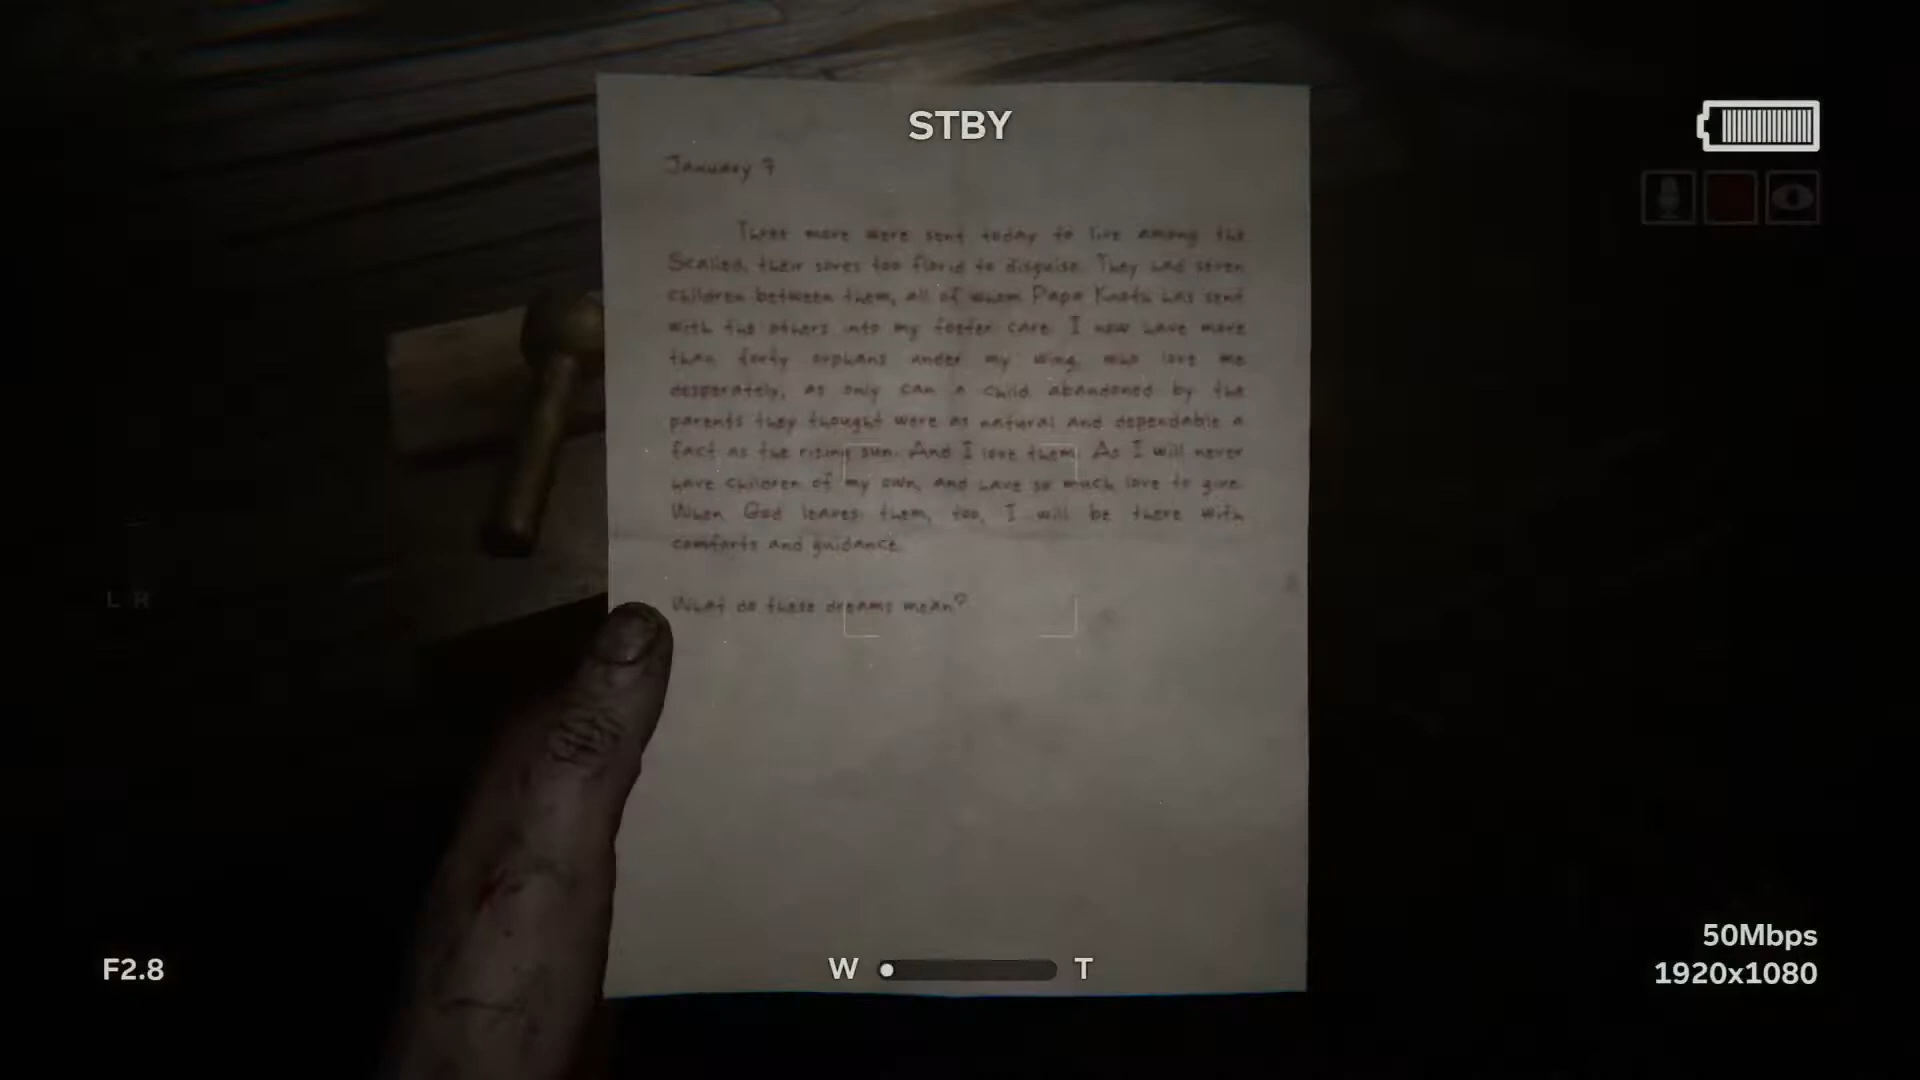 STBY
January 7
Three more were sent today to live among the
Scalled, their sores too florid to disguise. They had seven
children between them, all of whom Papa Knoth has sent
with the others into my foster care. I now have more
than forty orphans under my wing, who love me
desperately, as only can a child abandoned by the
parents they thought were as natural and dependable a
fact as the rising sun. And I love them. As I will never
have children of my own, and have so much love to give.
When God leaves them, too, I will be there with
comforts and guidance.
What do these dreams mean?
L R
F2.8
W T
50Mbps
1920x1080